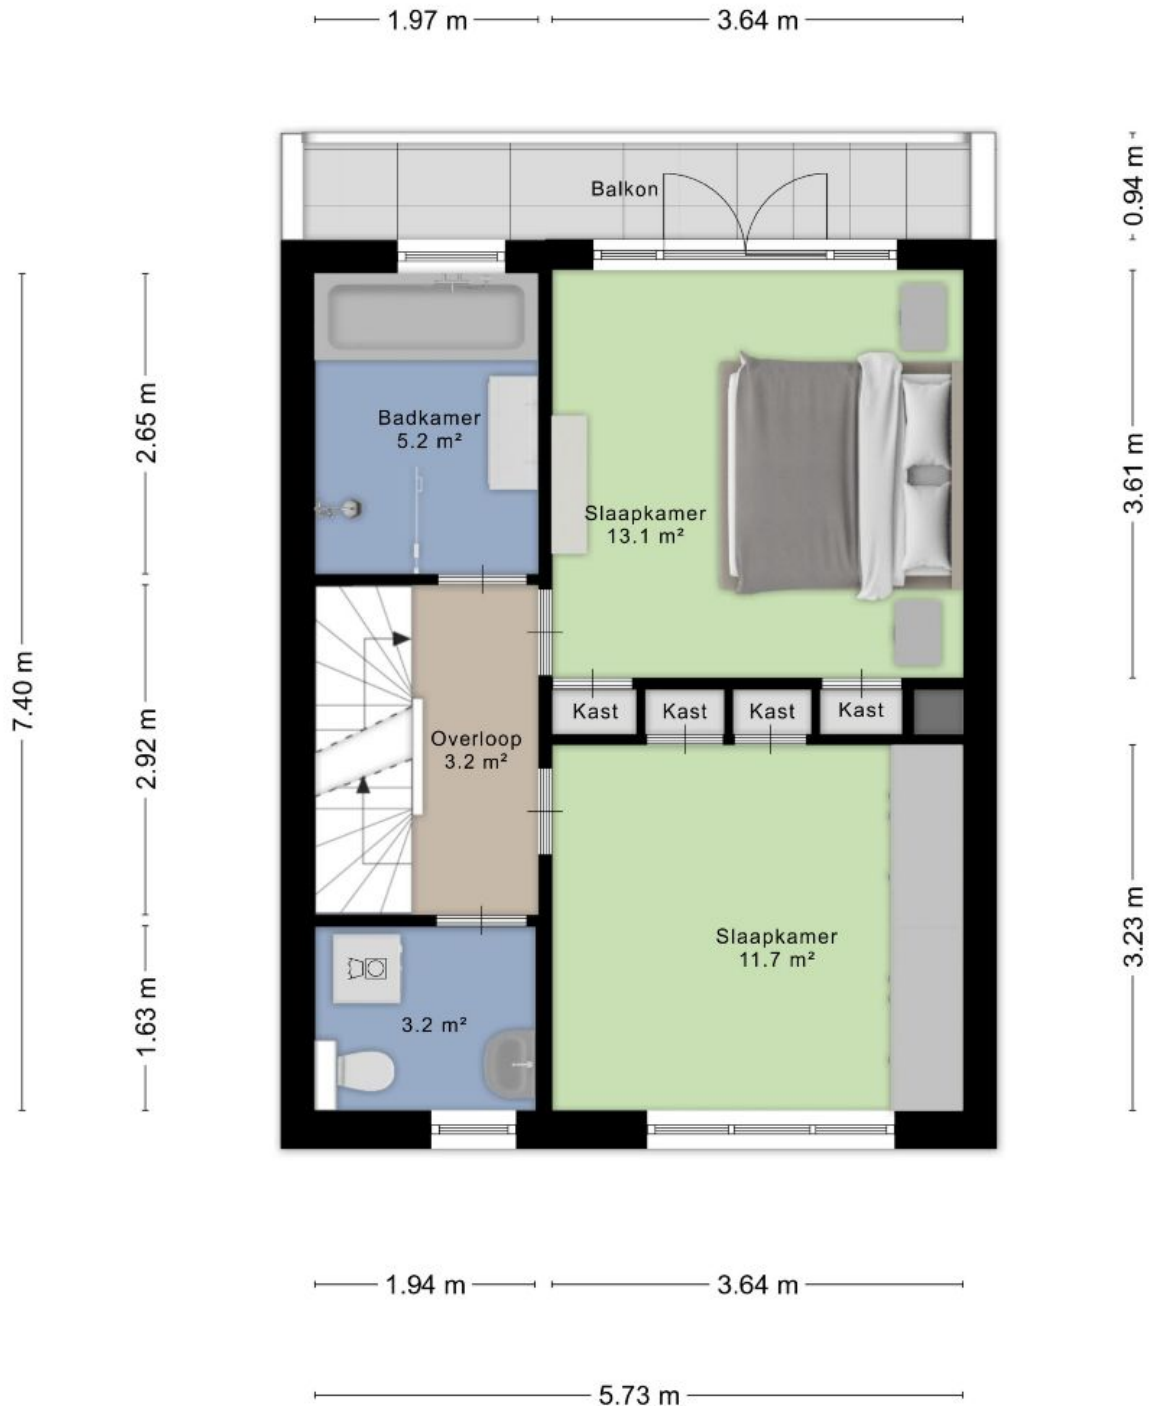 1.97 m
3.64 m
Balkon
0.94 m
Badkamer
5.2 m²
2.65 m
3.61 m
Slaapkamer
13.1 m²
7.40 m
2.92 m
Kast
Kast
Kast
Kast
Overloop
3.2 m²
Slaapkamer
11.7 m²
3.23 m
1.63 m
3.2 m²
1.94 m
3.64 m
5.73 m